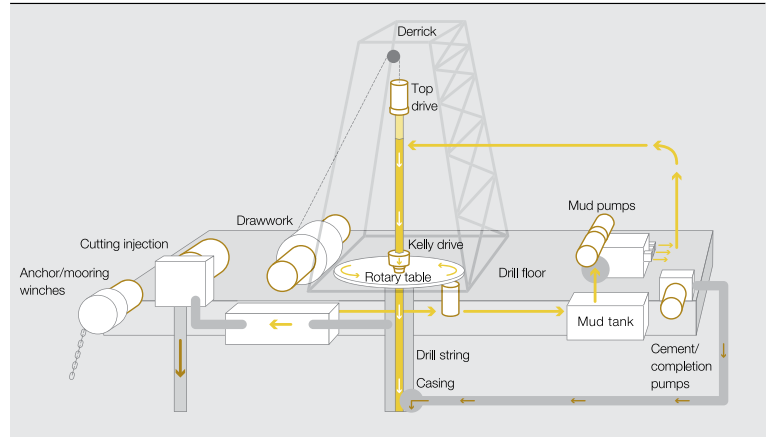 Derrick
Top
drive
Mud pumps
Drawwork
Cutting injection
Kelly drive
Anchor/mooring
winches
Drill floor
Rotary table
Mud tank
Cement/
completion
pumps
Drill string
Casing